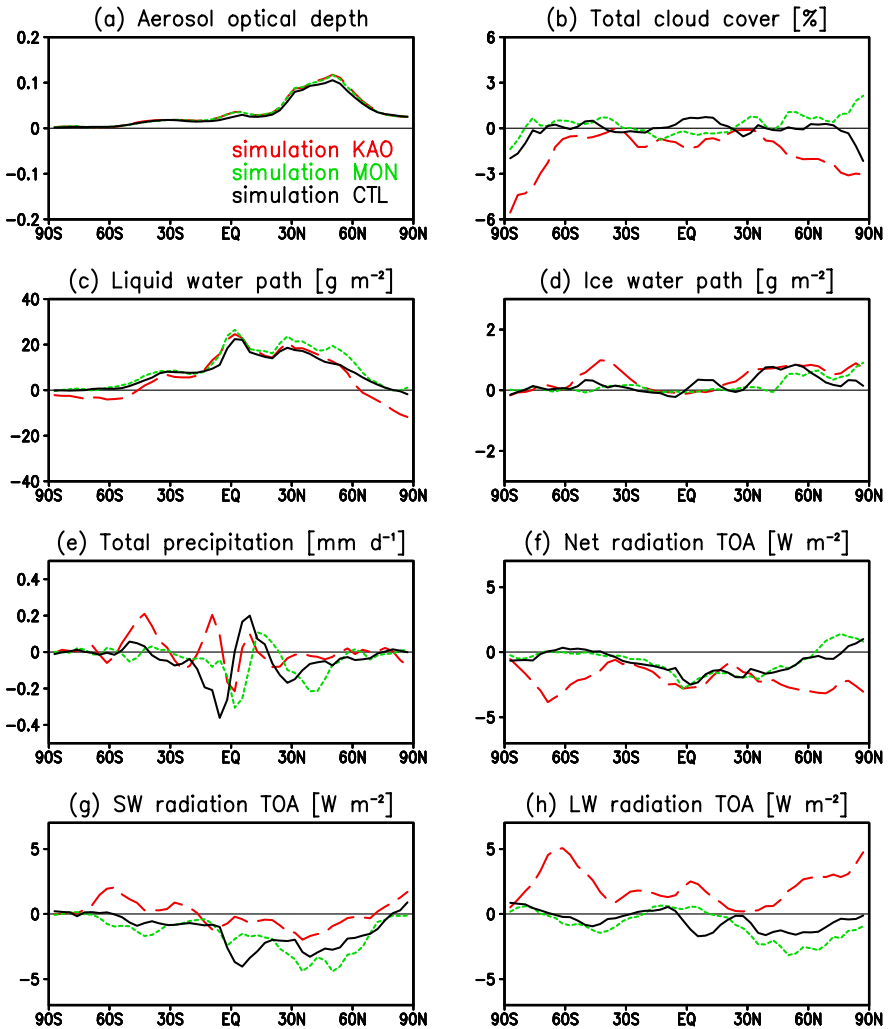 (a) Aerosol optical depth
0.2
0.1
0
−0.1
−0.2
simulation KAO
simulation MON
simulation CTL
90S 60S 30S EQ 30N 60N 90N
(b) Total cloud cover [%]
6
3
0
−3
−6
90S 60S 30S EQ 30N 60N 90N
(c) Liquid water path [g m⁻²]
40
20
0
−20
−40
90S 60S 30S EQ 30N 60N 90N
(d) Ice water path [g m⁻²]
2
0
−2
90S 60S 30S EQ 30N 60N 90N
(e) Total precipitation [mm d⁻¹]
0.4
0.2
0
−0.2
−0.4
90S 60S 30S EQ 30N 60N 90N
(f) Net radiation TOA [W m⁻²]
5
0
−5
90S 60S 30S EQ 30N 60N 90N
(g) SW radiation TOA [W m⁻²]
5
0
−5
90S 60S 30S EQ 30N 60N 90N
(h) LW radiation TOA [W m⁻²]
5
0
−5
90S 60S 30S EQ 30N 60N 90N